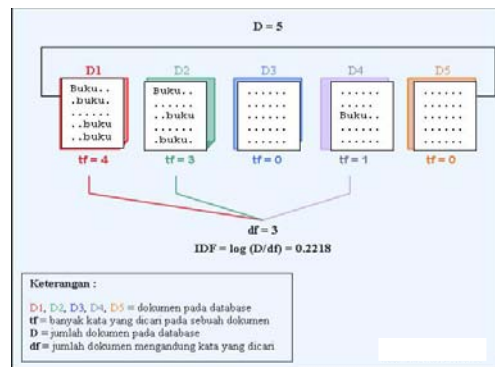 D = 5
D1 D2 D3 D4 D5
Buku..
.buku.
......
..buku
..buku
Buku..
......
..buku
......
.buku.
......
......
......
......
......
......
......
Buku..
......
......
......
......
......
......
......
tf = 4 tf = 3 tf = 0 tf = 1 tf = 0
df = 3
IDF = log (D/df) = 0.2218
Keterangan :
D1, D2, D3, D4, D5 = dokumen pada database
tf = banyak kata yang dicari pada sebuah dokumen
D = jumlah dokumen pada database
df = jumlah dokumen mengandung kata yang dicari